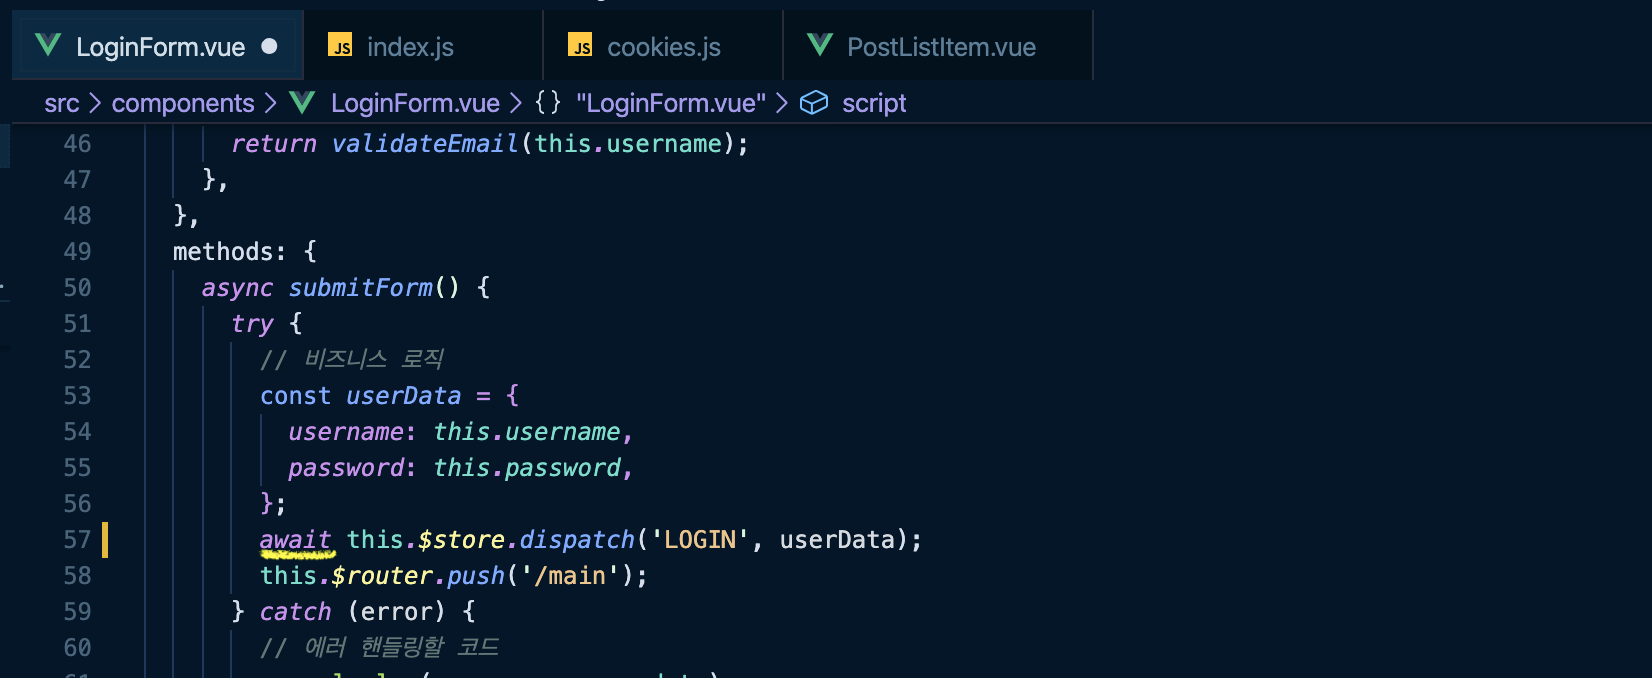 LoginForm.vue
JS index.js
JS cookies.js
PostListItem.vue
src > components > LoginForm.vue > {} "LoginForm.vue" > script
46 return validateEmail(this.username);
47 },
48 },
49 methods: {
50 async submitForm() {
51 try {
52 // 비즈니스 로직
53 const userData = {
54 username: this.username,
55 password: this.password,
56 };
57 await this.$store.dispatch('LOGIN', userData);
58 this.$router.push('/main');
59 } catch (error) {
60 // 에러 핸들링할 코드